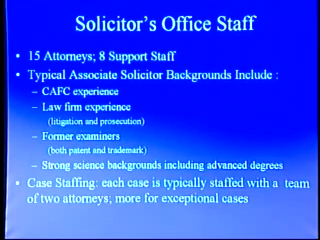 Solicitor's Office Staff
• 15 Attorneys; 8 Support Staff
• Typical Associate Solicitor Backgrounds Include :
– CAFC experience
– Law firm experience
(litigation and prosecution)
– Former examiners
(both patent and trademark)
– Strong science backgrounds including advanced degrees
• Case Staffing: each case is typically staffed with a team
of two attorneys; more for exceptional cases